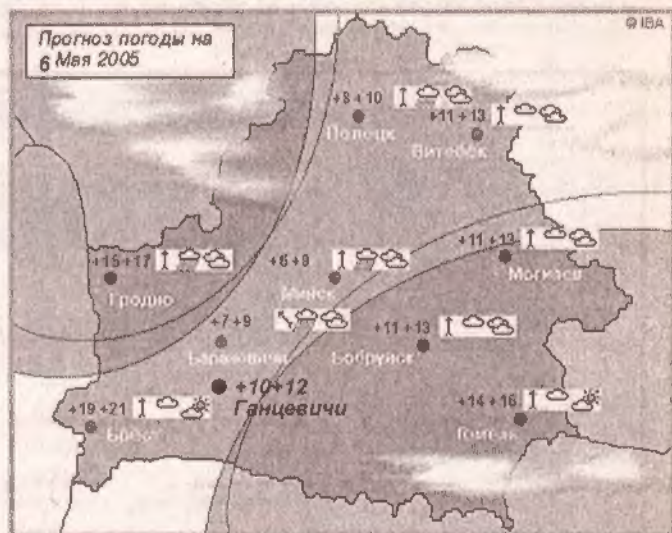 Прогноз погоды на
6 Мая 2005
© IBA
+8 +10
Полоцк
+11 +13
Витебск
+15 +17
Гродно
+6 +9
Минск
+11 +13
Могилев
+7 +9
Барановичи
+11 +13
Бобруйск
+10 +12
Ганцевичи
+19 +21
Брест
+14 +16
Гомель